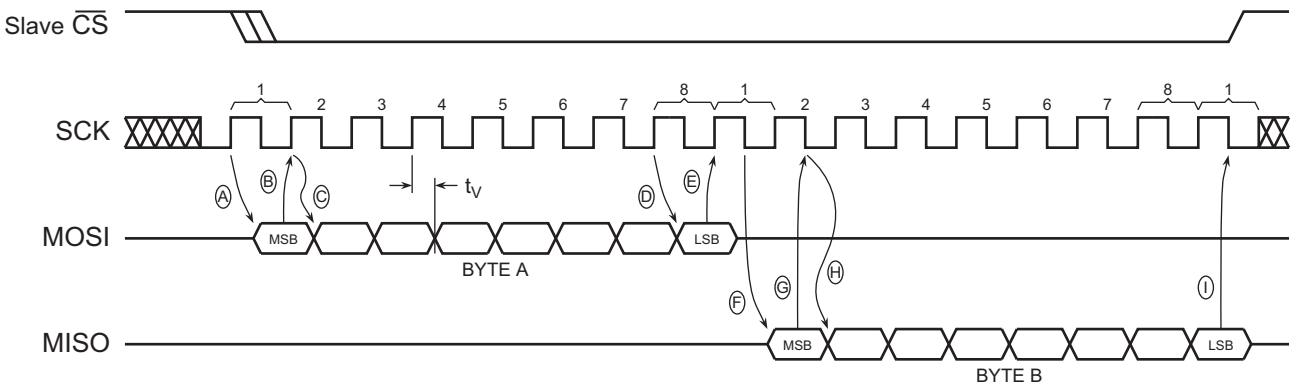 Slave CS
1 2 3 4 5 6 7 8 1 2 3 4 5 6 7 8 1
SCK
A B C tV D E
MOSI MSB LSB
BYTE A
F G H I
MISO MSB LSB
BYTE B